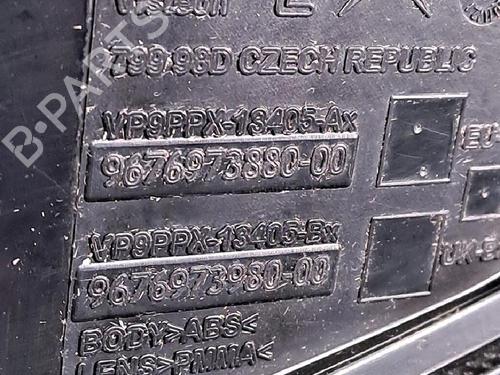 Visteon
799-98D CZECH REPUBLIC
VP9PPX-13405-Ax
9676973880-00
VP9PPX-13405-Bx
9676973980-00
BODY>ABS<
LENS>PMMA<
B-PARTS